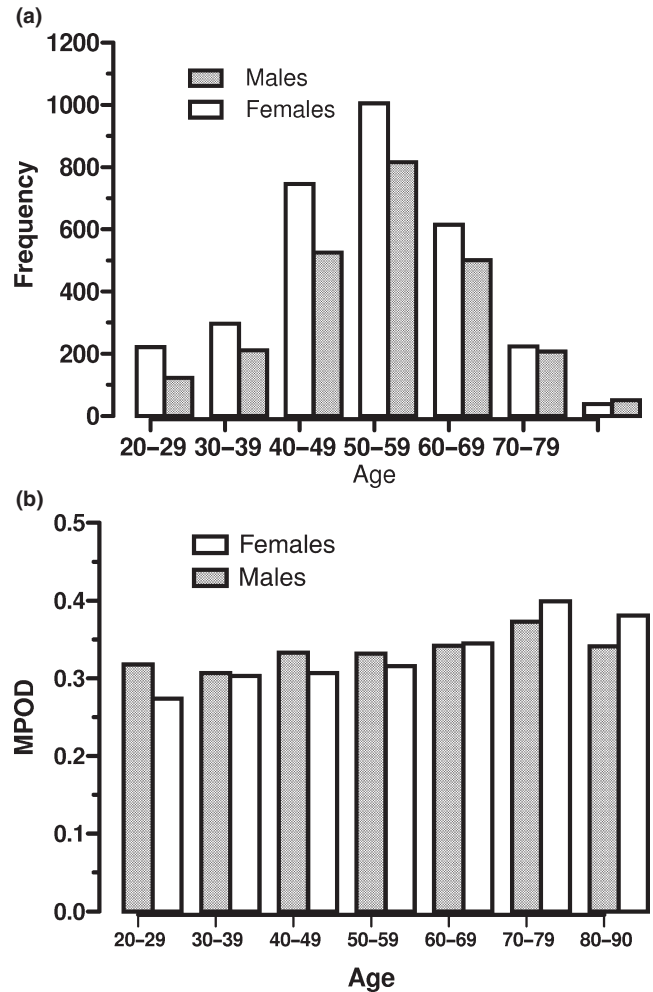 (a)
1200
1000
800
600
400
200
0
Frequency
Males
Females
20–29 30–39 40–49 50–59 60–69 70–79
Age
(b)
0.5
0.4
0.3
0.2
0.1
0.0
MPOD
Females
Males
20–29 30–39 40–49 50–59 60–69 70–79 80–90
Age